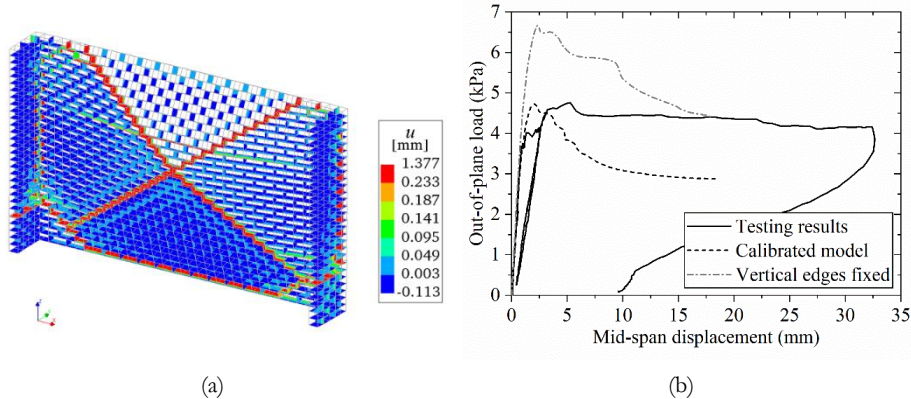 u
[mm]
1.377
0.233
0.187
0.141
0.095
0.049
0.003
-0.113
(a)
Out-of-plane load (kPa)
7
6
5
4
3
2
1
0
Testing results
Calibrated model
Vertical edges fixed
0 5 10 15 20 25 30 35
Mid-span displacement (mm)
(b)